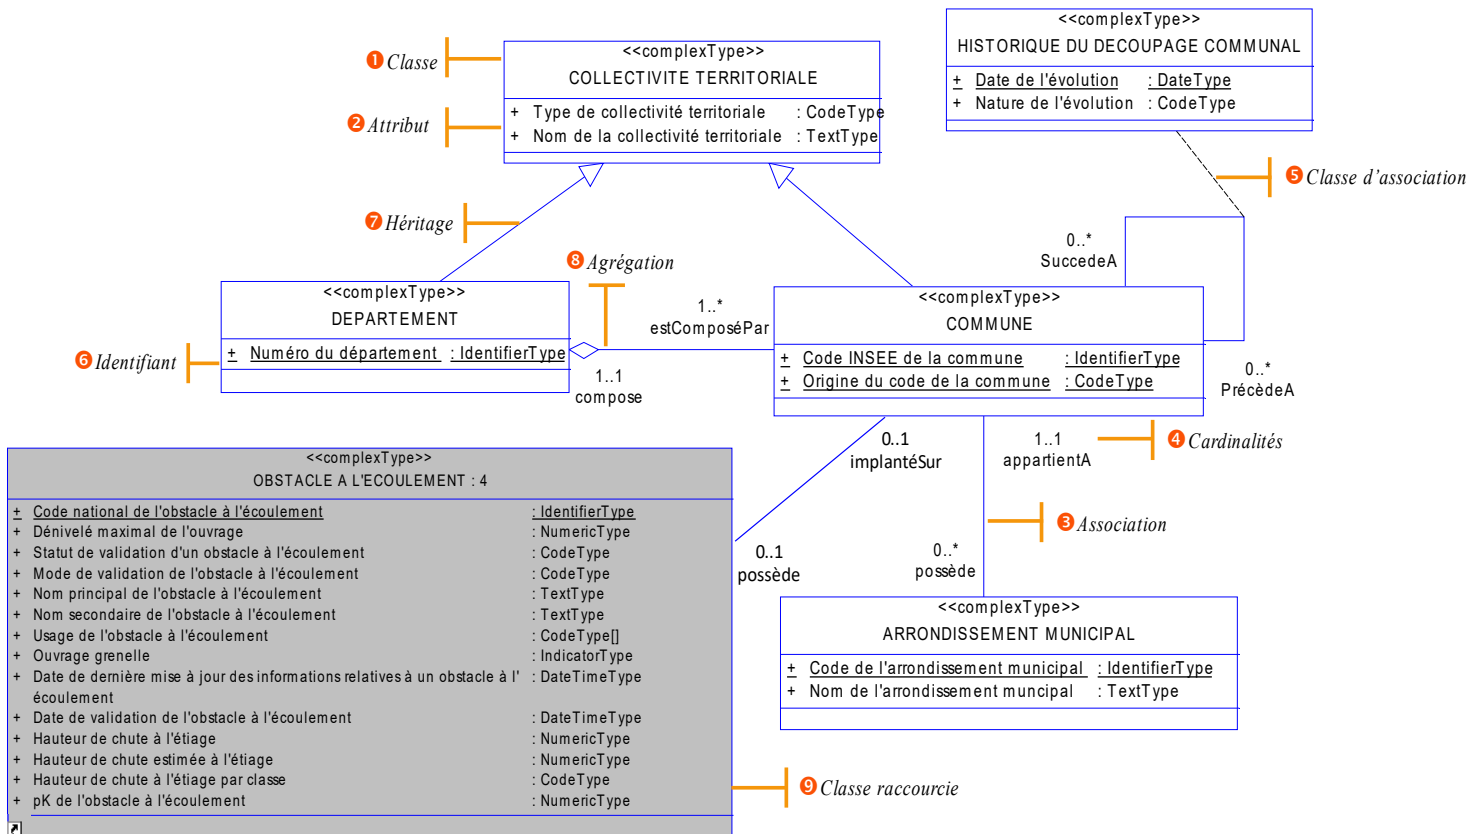 <<complexType>>
COLLECTIVITE TERRITORIALE
+ Type de collectivité territoriale : CodeType
+ Nom de la collectivité territoriale : TextType
1 Classe
2 Attribut
<<complexType>>
HISTORIQUE DU DECOUPAGE COMMUNAL
+ Date de l'évolution : DateType
+ Nature de l'évolution : CodeType
5 Classe d'association
7 Héritage
8 Agrégation
0..*
SuccedeA
<<complexType>>
DEPARTEMENT
+ Numéro du département : IdentifierType
6 Identifiant
1..*
estComposéPar
1..1
compose
<<complexType>>
COMMUNE
+ Code INSEE de la commune : IdentifierType
+ Origine du code de la commune : CodeType
0..*
PrécèdeA
0..1
implantéSur
1..1
appartientA
4 Cardinalités
3 Association
0..1
possède
0..*
possède
<<complexType>>
OBSTACLE A L'ECOULEMENT : 4
+ Code national de l'obstacle à l'écoulement : IdentifierType
+ Dénivelé maximal de l'ouvrage : NumericType
+ Statut de validation d'un obstacle à l'écoulement : CodeType
+ Mode de validation de l'obstacle à l'écoulement : CodeType
+ Nom principal de l'obstacle à l'écoulement : TextType
+ Nom secondaire de l'obstacle à l'écoulement : TextType
+ Usage de l'obstacle à l'écoulement : CodeType[]
+ Ouvrage grenelle : IndicatorType
+ Date de dernière mise à jour des informations relatives à un obstacle à l' : DateTimeType
écoulement
+ Date de validation de l'obstacle à l'écoulement : DateTimeType
+ Hauteur de chute à l'étiage : NumericType
+ Hauteur de chute estimée à l'étiage : NumericType
+ Hauteur de chute à l'étiage par classe : CodeType
+ pK de l'obstacle à l'écoulement : NumericType
<<complexType>>
ARRONDISSEMENT MUNICIPAL
+ Code de l'arrondissement municipal : IdentifierType
+ Nom de l'arrondissement muncipal : TextType
9 Classe raccourcie